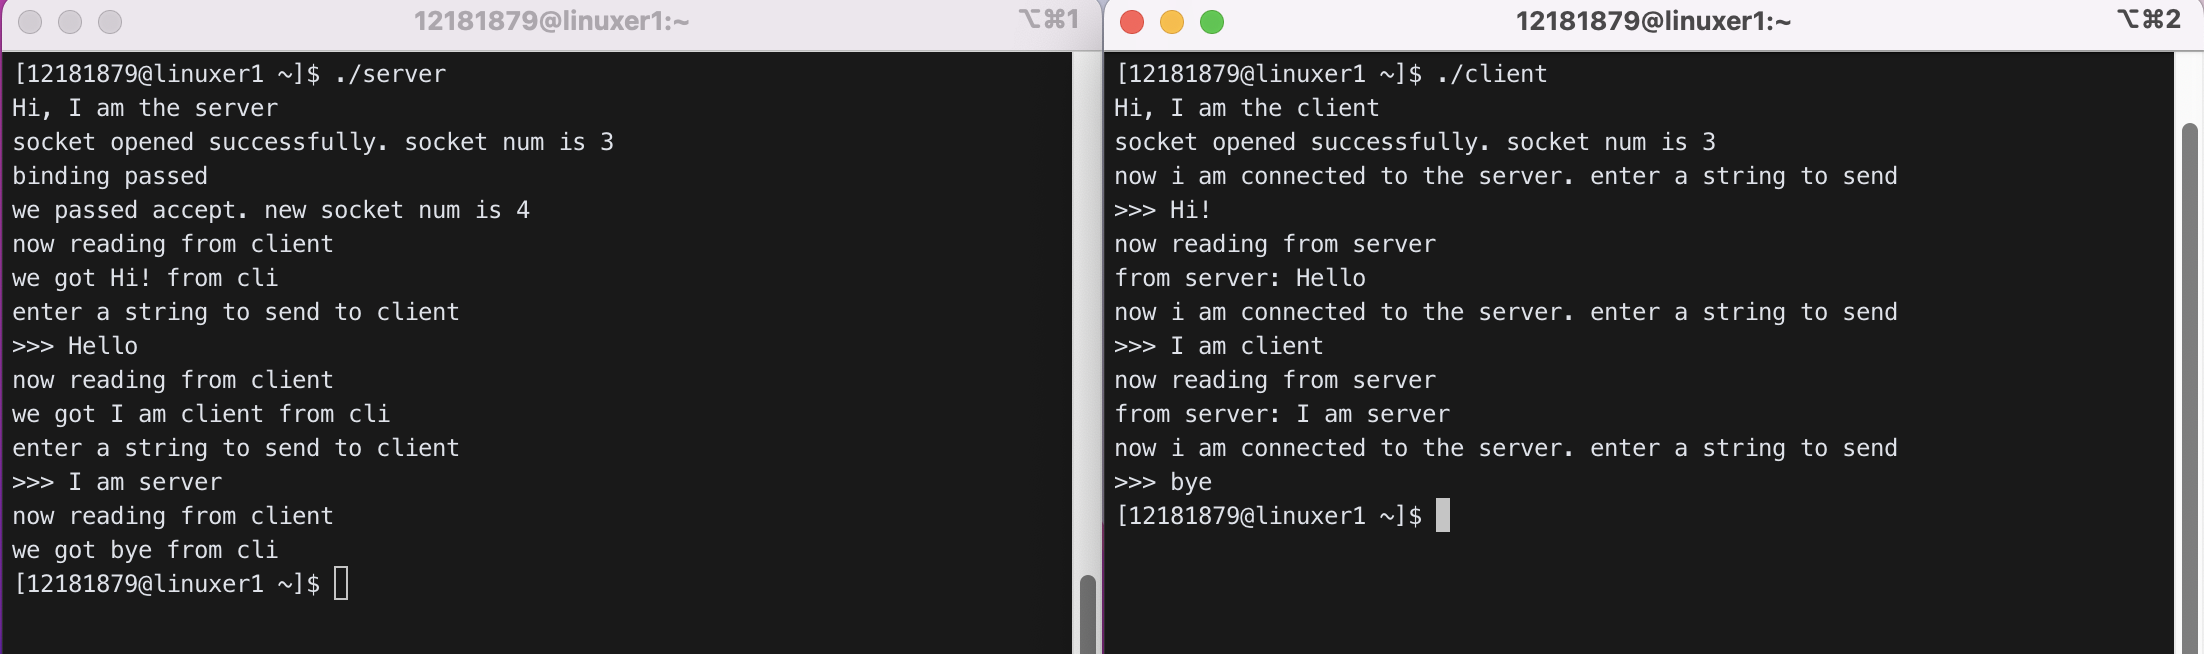 12181879@linuxer1:~
⌥⌘1
[12181879@linuxer1 ~]$ ./server
Hi, I am the server
socket opened successfully. socket num is 3
binding passed
we passed accept. new socket num is 4
now reading from client
we got Hi! from cli
enter a string to send to client
>>> Hello
now reading from client
we got I am client from cli
enter a string to send to client
>>> I am server
now reading from client
we got bye from cli
[12181879@linuxer1 ~]$
12181879@linuxer1:~
⌥⌘2
[12181879@linuxer1 ~]$ ./client
Hi, I am the client
socket opened successfully. socket num is 3
now i am connected to the server. enter a string to send
>>> Hi!
now reading from server
from server: Hello
now i am connected to the server. enter a string to send
>>> I am client
now reading from server
from server: I am server
now i am connected to the server. enter a string to send
>>> bye
[12181879@linuxer1 ~]$